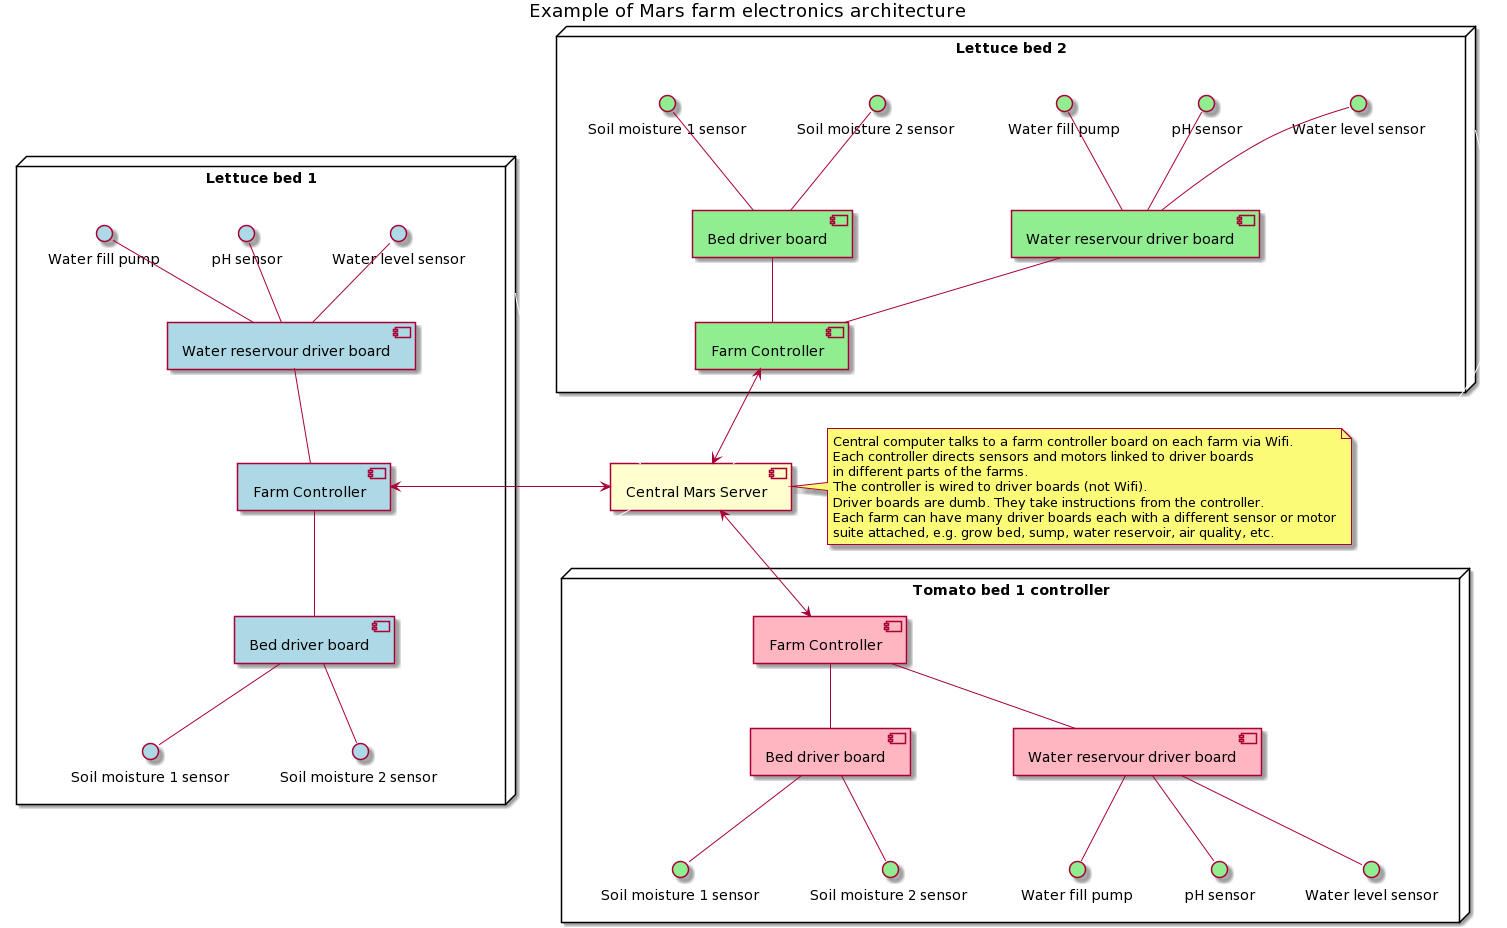 Example of Mars farm electronics architecture
Lettuce bed 2
Soil moisture 1 sensor
Soil moisture 2 sensor
Water fill pump
pH sensor
Water level sensor
Bed driver board
Water reservour driver board
Farm Controller
Lettuce bed 1
Water fill pump
pH sensor
Water level sensor
Water reservour driver board
Farm Controller
Bed driver board
Soil moisture 1 sensor
Soil moisture 2 sensor
Central Mars Server
Central computer talks to a farm controller board on each farm via Wifi.
Each controller directs sensors and motors linked to driver boards
in different parts of the farms.
The controller is wired to driver boards (not Wifi).
Driver boards are dumb. They take instructions from the controller.
Each farm can have many driver boards each with a different sensor or motor
suite attached, e.g. grow bed, sump, water reservoir, air quality, etc.
Tomato bed 1 controller
Farm Controller
Bed driver board
Water reservour driver board
Soil moisture 1 sensor
Soil moisture 2 sensor
Water fill pump
pH sensor
Water level sensor